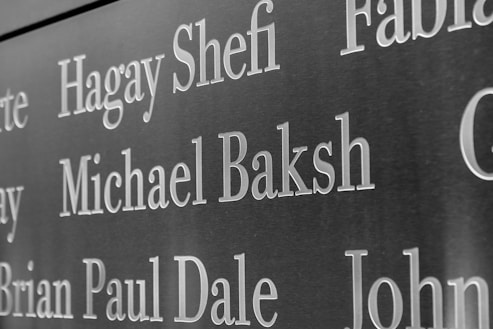 Hagay Shefi
Michael Baksh
Brian Paul Dale John